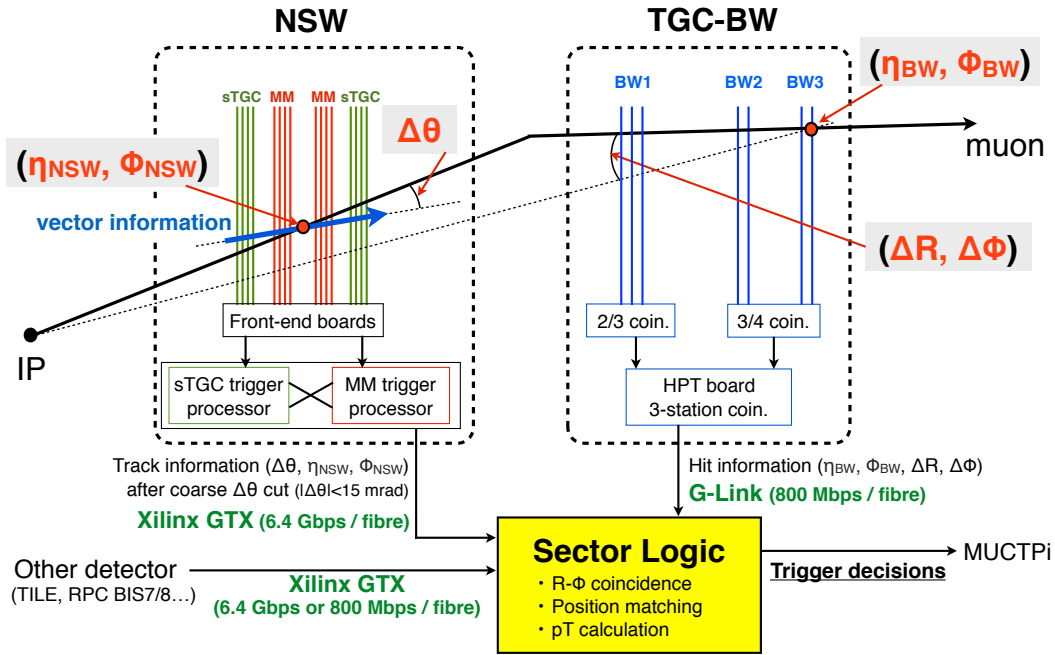 NSW
TGC-BW
sTGC MM MM sTGC
BW1
BW2
BW3
(ηBW, ΦBW)
Δθ
muon
(ηNSW, ΦNSW)
vector information
(ΔR, ΔΦ)
IP
Front-end boards
2/3 coin.
3/4 coin.
sTGC trigger
processor
MM trigger
processor
HPT board
3-station coin.
Track information (Δθ, ηNSW, ΦNSW)
after coarse Δθ cut (|Δθ|<15 mrad)
Xilinx GTX (6.4 Gbps / fibre)
Hit information (ηBW, ΦBW, ΔR, ΔΦ)
G-Link (800 Mbps / fibre)
Other detector
(TILE, RPC BIS7/8...)
Xilinx GTX
(6.4 Gbps or 800 Mbps / fibre)
Sector Logic
・R-Φ coincidence
・Position matching
・pT calculation
Trigger decisions
MUCTPi